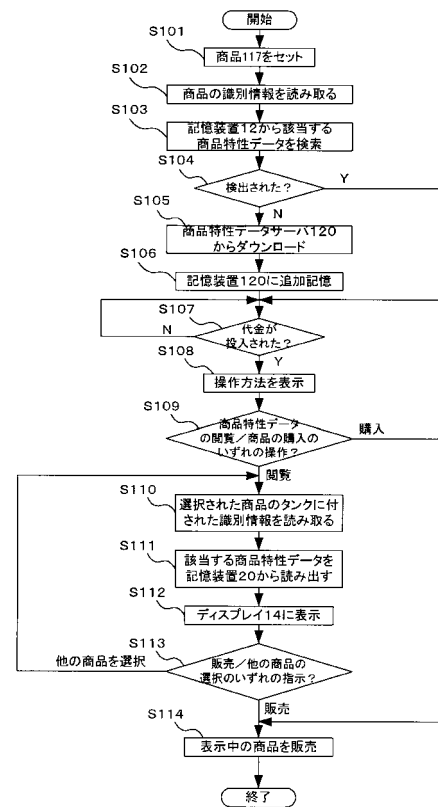 開始
S101
商品117をセット
S102
商品の識別情報を読み取る
S103
記憶装置12から該当する
商品特性データを検索
S104
検出された?
Y
N
S105
商品特性データサーバ120
からダウンロード
S106
記憶装置120に追加記憶
S107
代金が
投入された?
N
Y
S108
操作方法を表示
S109
商品特性データ
の閲覧/商品の購入の
いずれの操作?
購入
閲覧
S110
選択された商品のタンクに付
された識別情報を読み取る
S111
該当する商品特性データを
記憶装置20から読み出す
S112
ディスプレイ14に表示
S113
他の商品を選択
販売/他の商品の
選択のいずれの指示?
販売
S114
表示中の商品を販売
終了